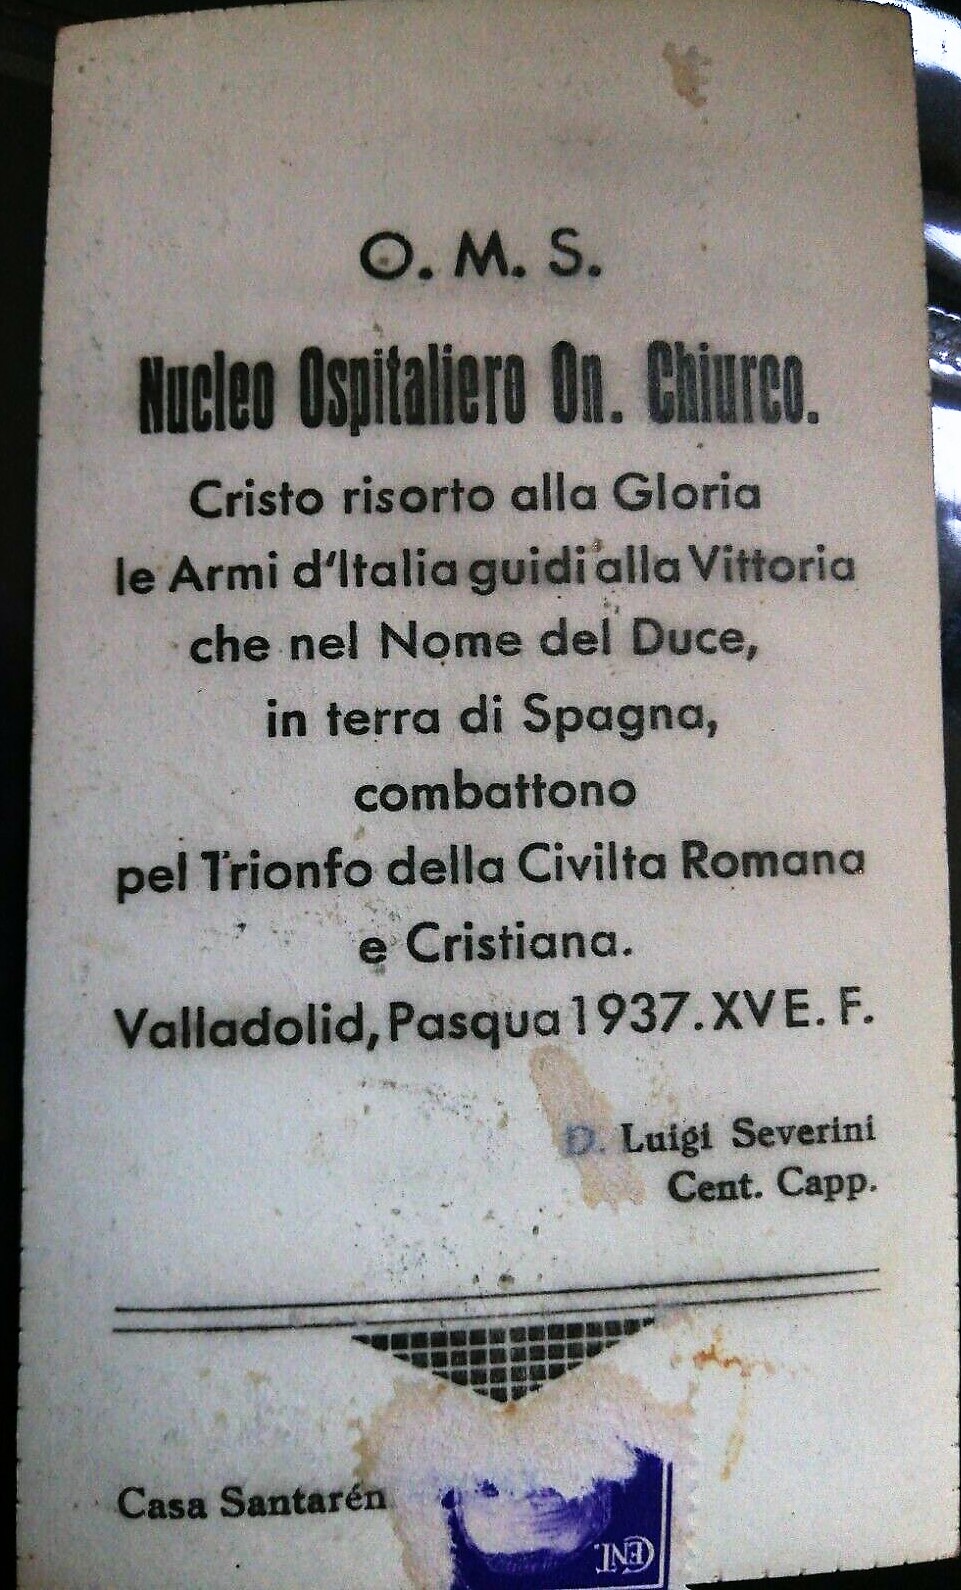 O. M. S.
Nucleo Ospitaliero On. Chiurco.
Cristo risorto alla Gloria
le Armi d'Italia guidi alla Vittoria
che nel Nome del Duce,
in terra di Spagna,
combattono
pel Trionfo della Civilta Romana
e Cristiana.
Valladolid, Pasqua 1937. XV E. F.
D. Luigi Severini
Cent. Capp.
Casa Santarén
CENT.